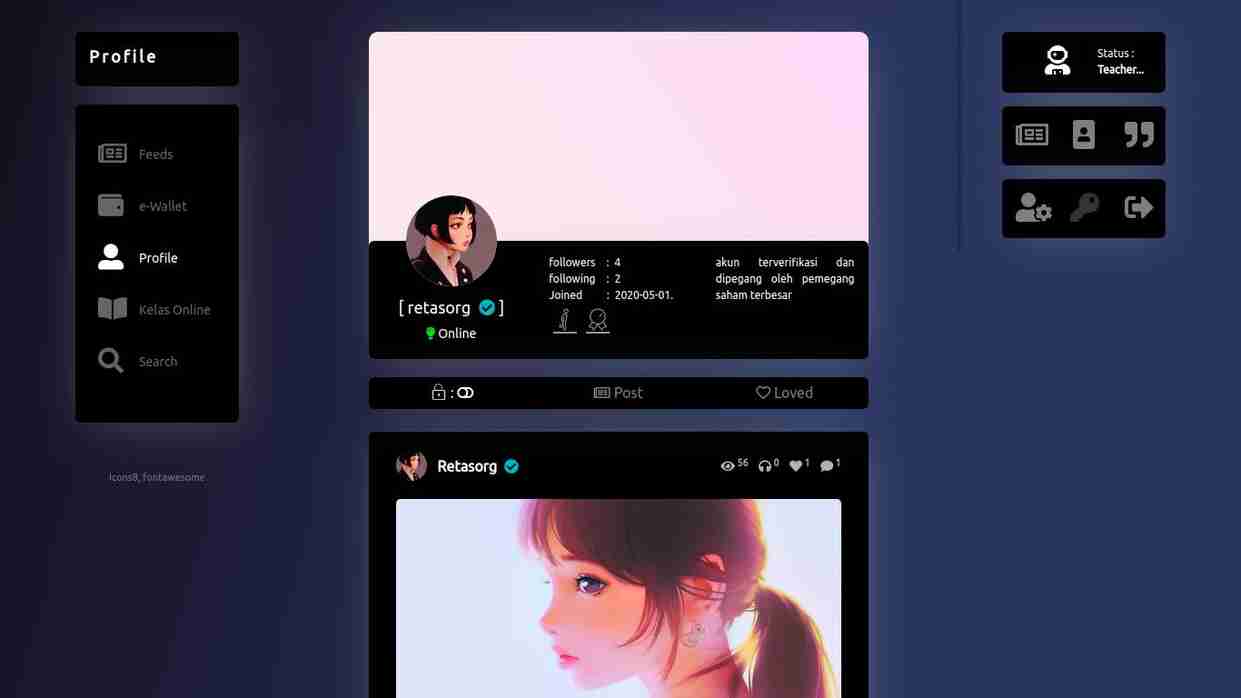 Profile
Feeds
e-Wallet
Profile
Kelas Online
Search
Icons8, fontawesome
[ retasorg ]
Online
followers : 4
following : 2
Joined : 2020-05-01.
akun terverifikasi dan
dipegang oleh pemegang
saham terbesar
: Post Loved
Retasorg 56 0 1 1
Status :
Teacher...